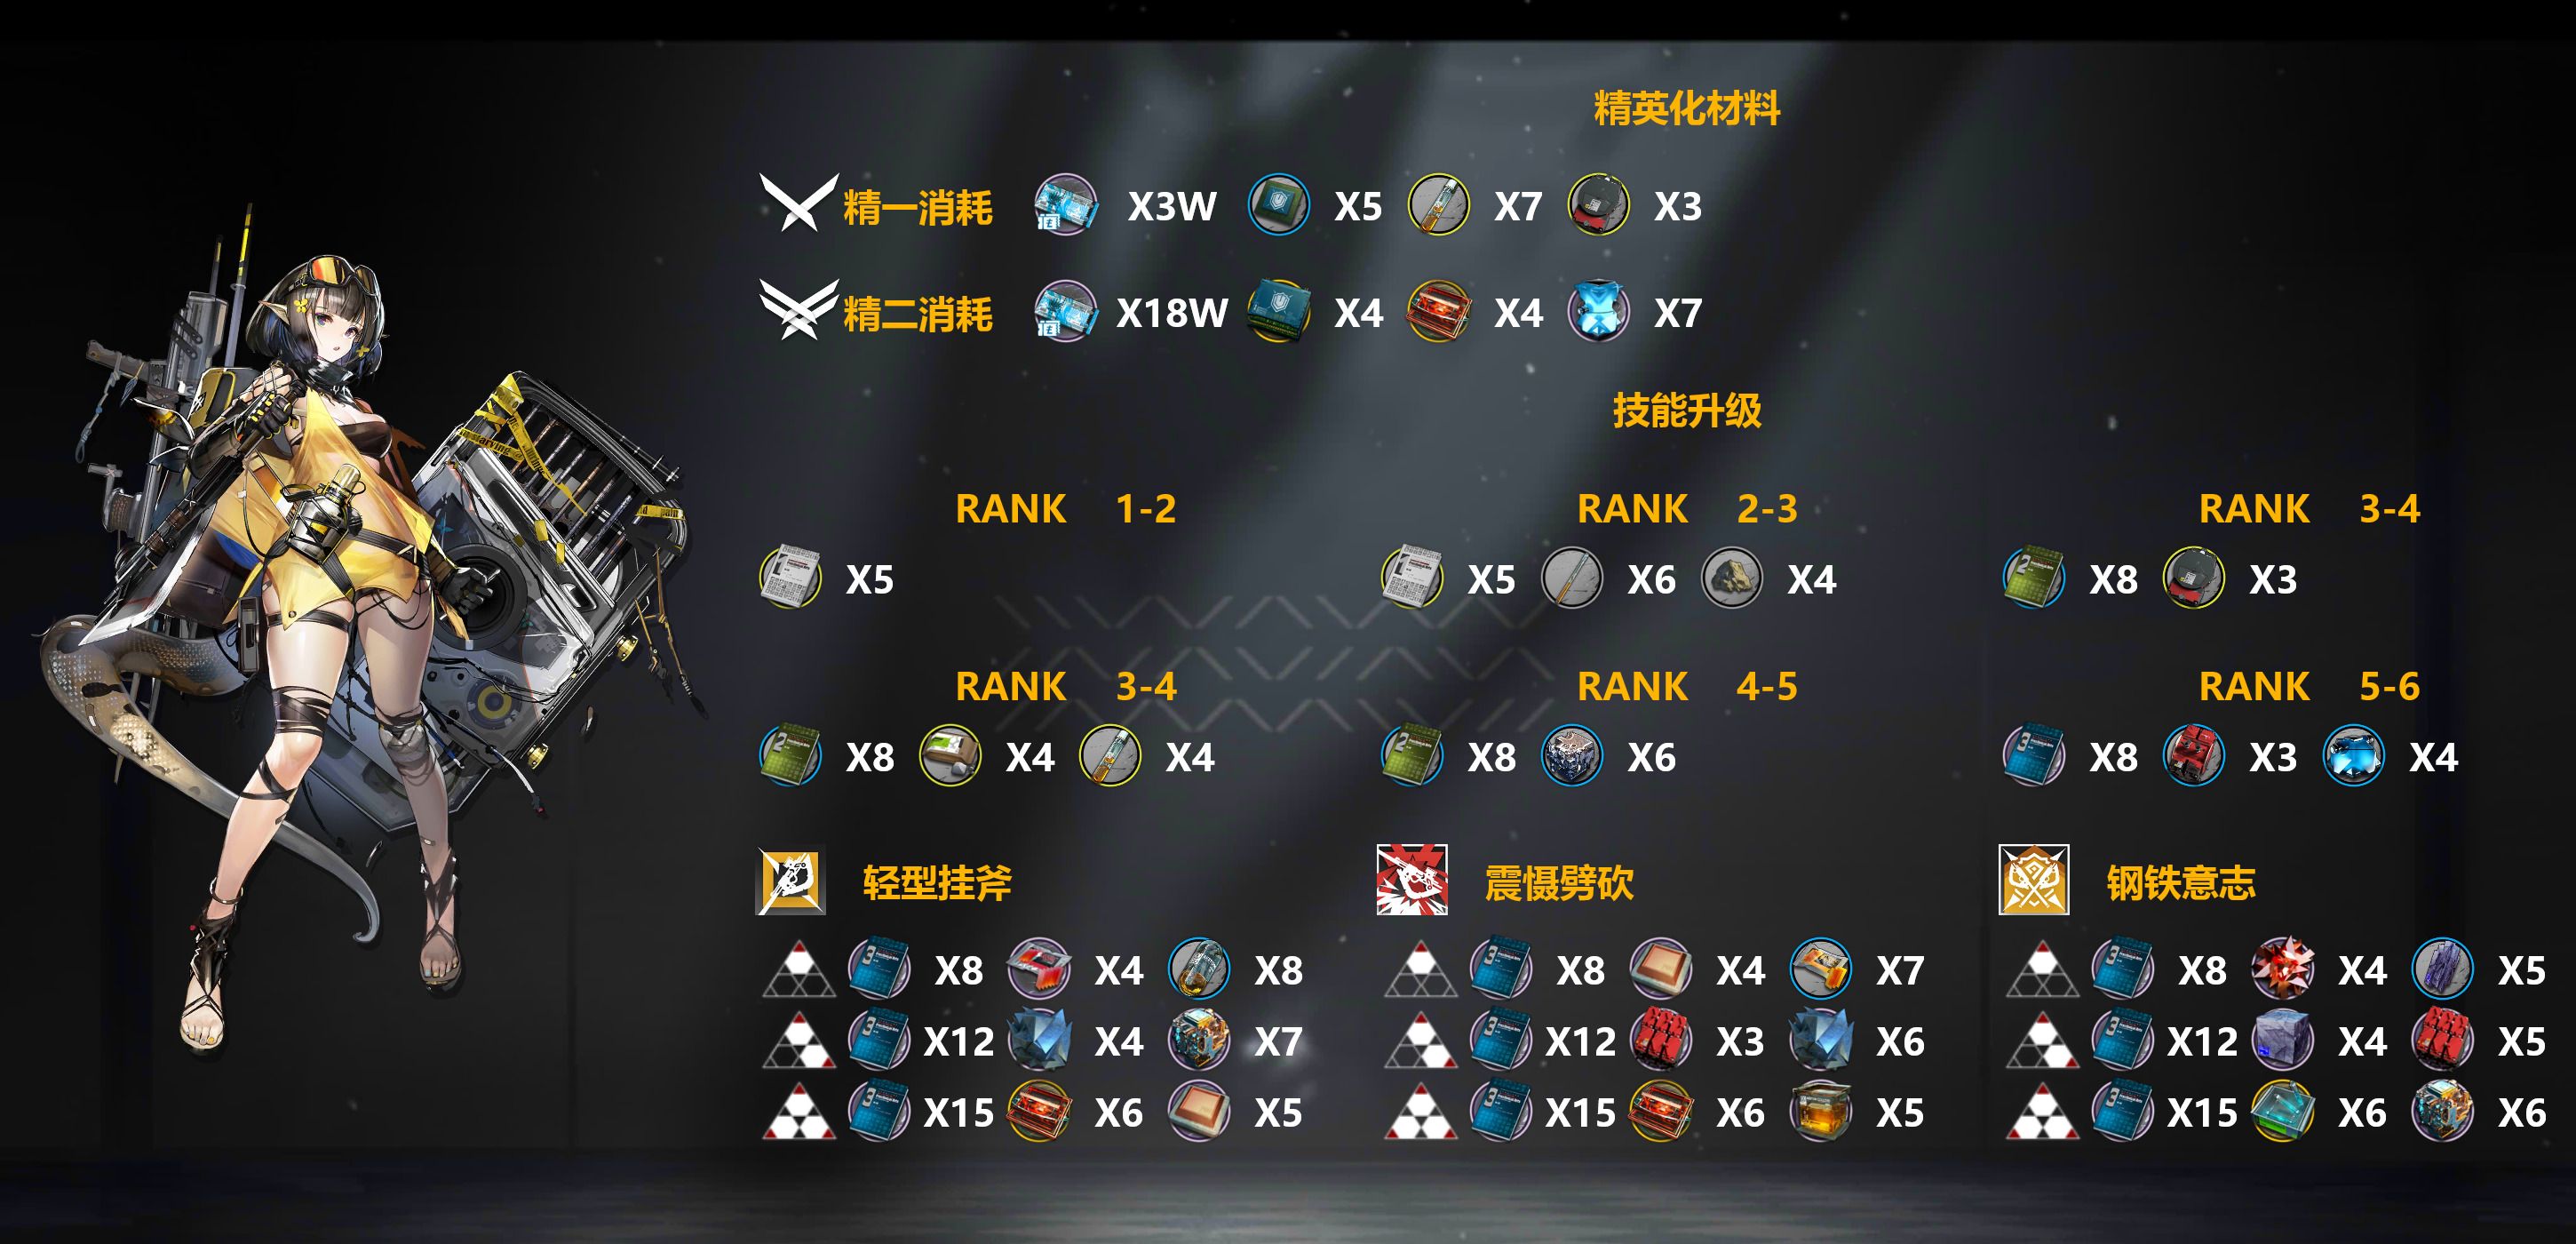 精英化材料
精一消耗 X3W X5 X7 X3
精二消耗 X18W X4 X4 X7
技能升级
RANK 1-2 RANK 2-3 RANK 3-4
X5 X5 X6 X4 X8 X3
RANK 3-4 RANK 4-5 RANK 5-6
X8 X4 X4 X8 X6 X8 X3 X4
轻型挂斧 震慑劈砍 钢铁意志
X8 X4 X8 X8 X4 X7 X8 X4 X5
X12 X4 X7 X12 X3 X6 X12 X4 X5
X15 X6 X5 X15 X6 X5 X15 X6 X6